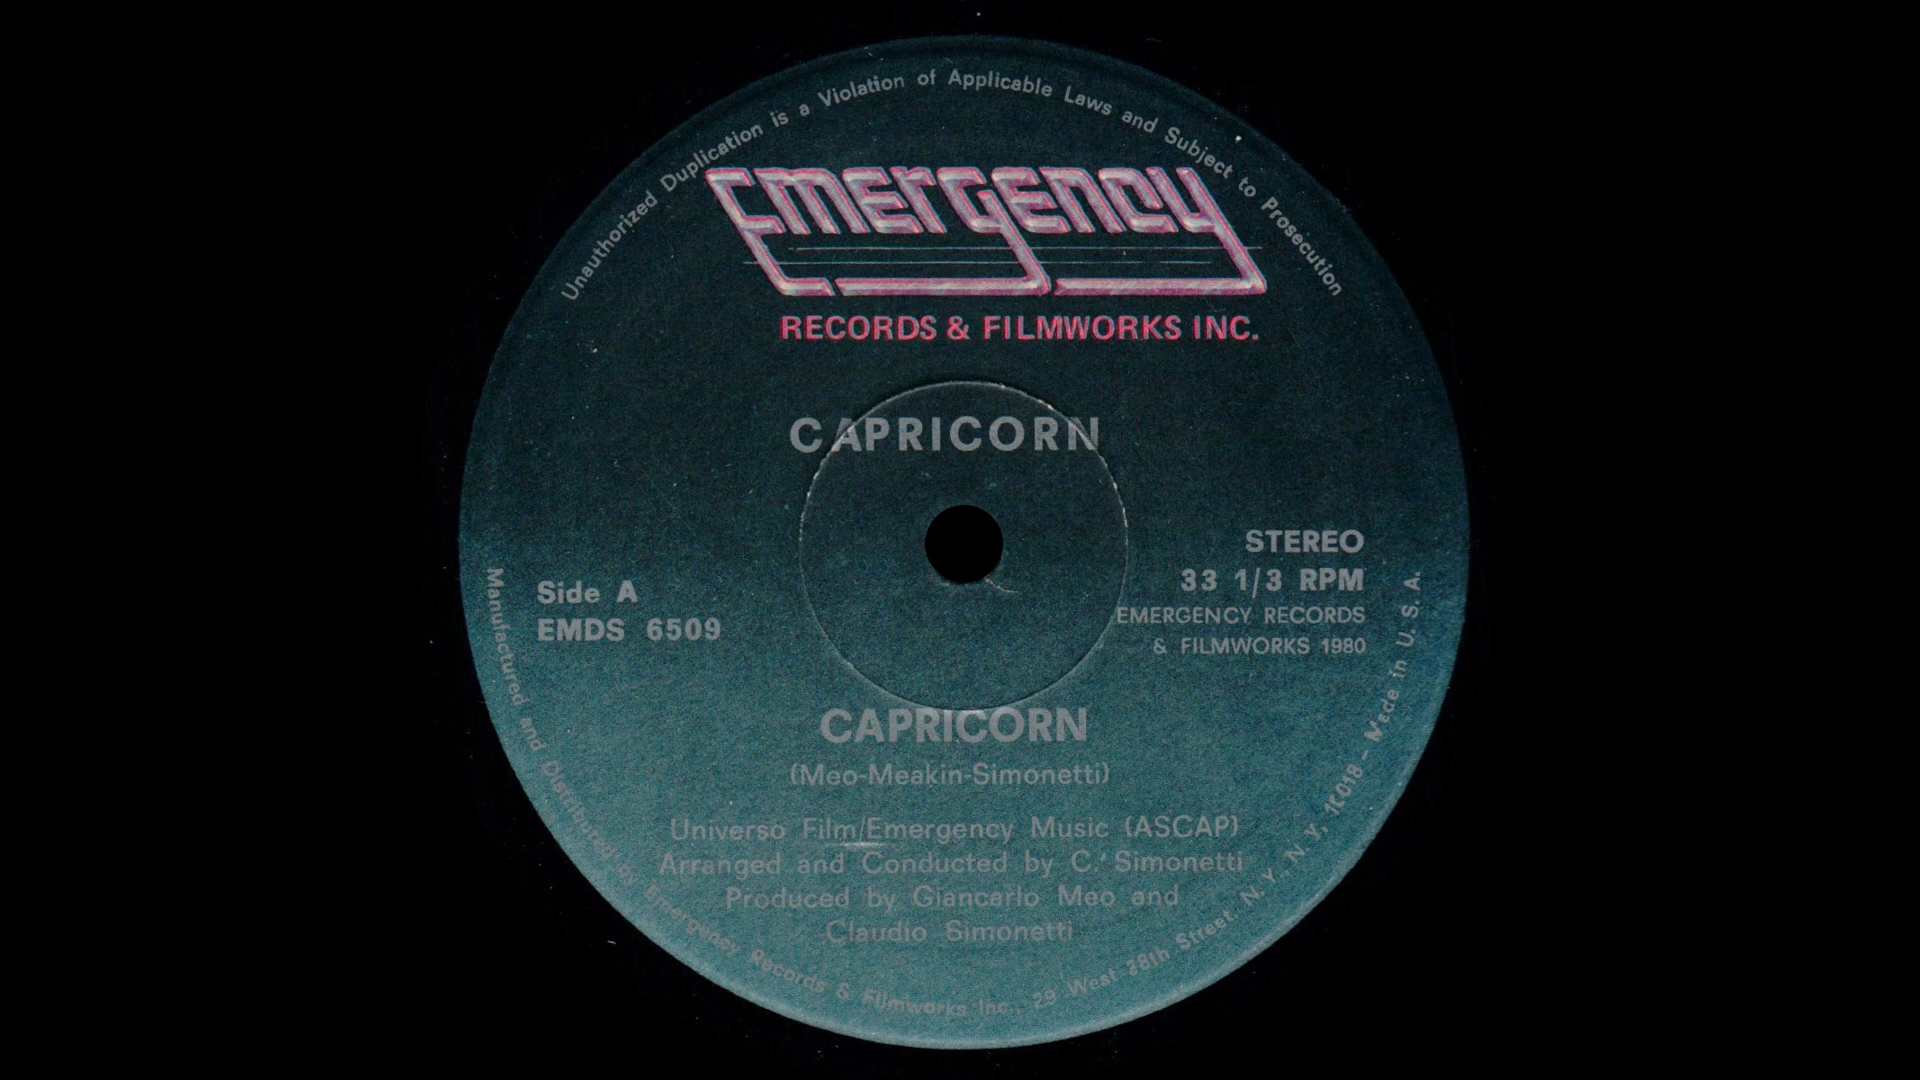 Unauthorized Duplication is a Violation of Applicable Laws and Subject to Prosecution
Emergency
RECORDS & FILMWORKS INC.
CAPRICORN
STEREO
33 1/3 RPM
EMERGENCY RECORDS
& FILMWORKS 1980
Side A
EMDS 6509
CAPRICORN
(Meo-Meakin-Simonetti)
Universo Film/Emergency Music (ASCAP)
Arranged and Conducted by C. Simonetti
Produced by Giancarlo Meo and
Claudio Simonetti
Manufactured and Distributed by Emergency Records & Filmworks Inc., 29 West 38th Street, N.Y., N.Y. 10018 - Made in U.S.A.